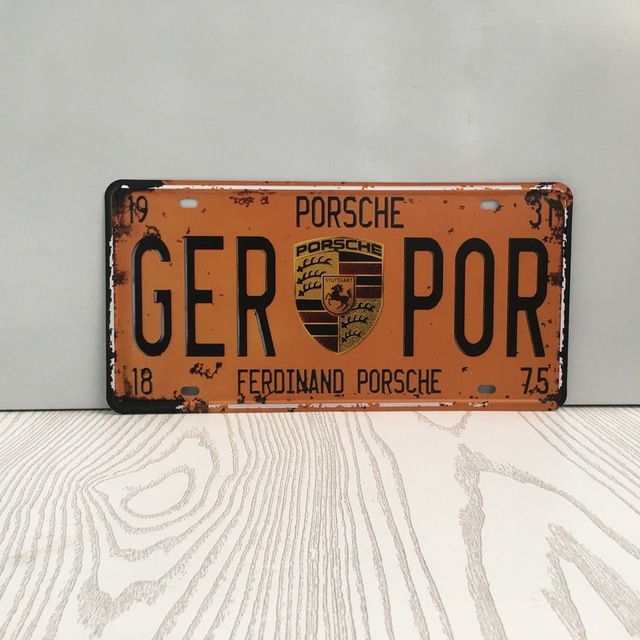 19 PORSCHE 31
GER POR
PORSCHE
STUTTGART
18 FERDINAND PORSCHE 75